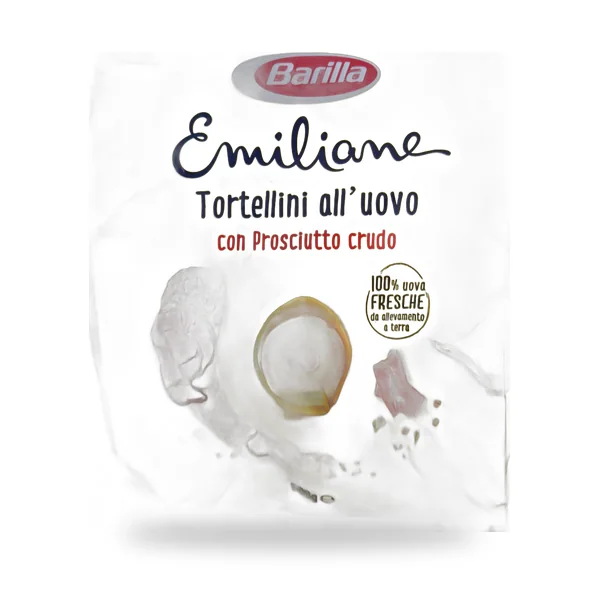 Barilla
Emiliane
Tortellini all'uovo
con Prosciutto crudo
100% uova
FRESCHE
da allevamento
a terra